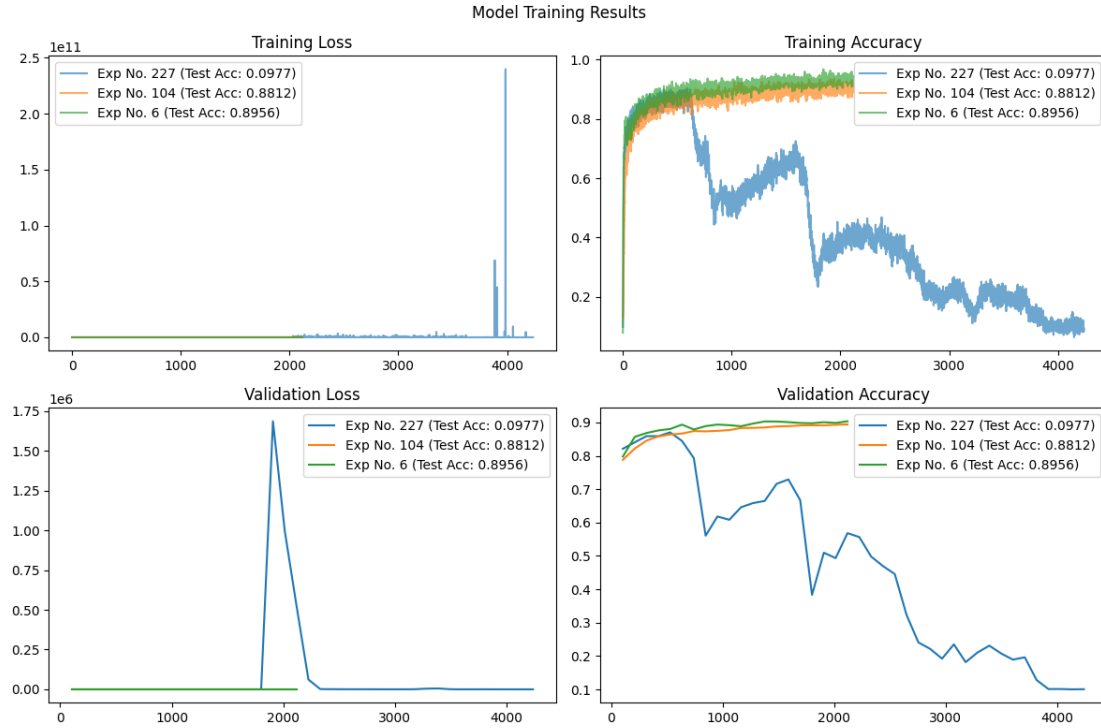 Model Training Results
Training Loss
1e11
2.5
2.0
1.5
1.0
0.5
0.0
0 1000 2000 3000 4000
Exp No. 227 (Test Acc: 0.0977)
Exp No. 104 (Test Acc: 0.8812)
Exp No. 6 (Test Acc: 0.8956)
Training Accuracy
1.0
0.8
0.6
0.4
0.2
0 1000 2000 3000 4000
Exp No. 227 (Test Acc: 0.0977)
Exp No. 104 (Test Acc: 0.8812)
Exp No. 6 (Test Acc: 0.8956)
Validation Loss
1e6
1.75
1.50
1.25
1.00
0.75
0.50
0.25
0.00
0 1000 2000 3000 4000
Exp No. 227 (Test Acc: 0.0977)
Exp No. 104 (Test Acc: 0.8812)
Exp No. 6 (Test Acc: 0.8956)
Validation Accuracy
0.9
0.8
0.7
0.6
0.5
0.4
0.3
0.2
0.1
0 1000 2000 3000 4000
Exp No. 227 (Test Acc: 0.0977)
Exp No. 104 (Test Acc: 0.8812)
Exp No. 6 (Test Acc: 0.8956)